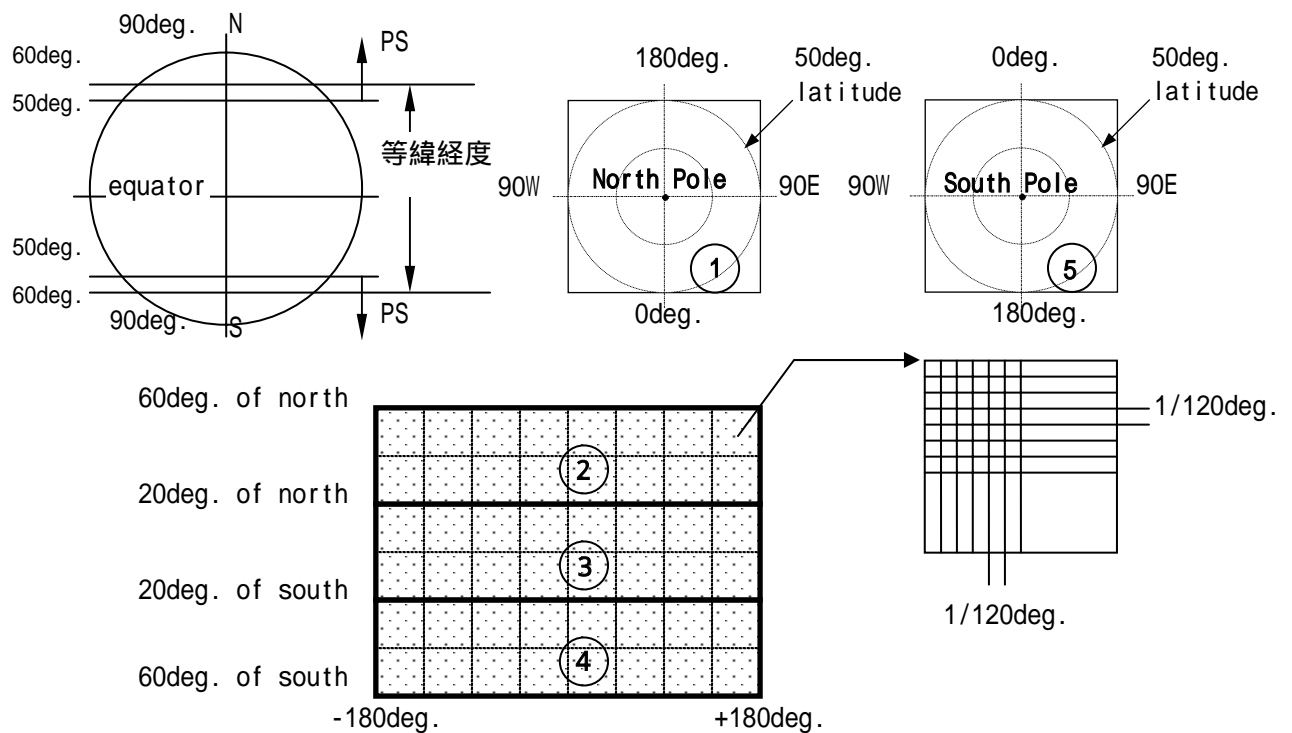 90deg. N
60deg.
PS
50deg.
等緯経度
equator
50deg.
60deg.
90deg. S
PS
180deg.
50deg.
latitude
90W
North Pole
90E
1
0deg.
0deg.
50deg.
latitude
90W
South Pole
90E
5
180deg.
60deg. of north
2
20deg. of north
3
20deg. of south
4
60deg. of south
-180deg.
+180deg.
1/120deg.
1/120deg.